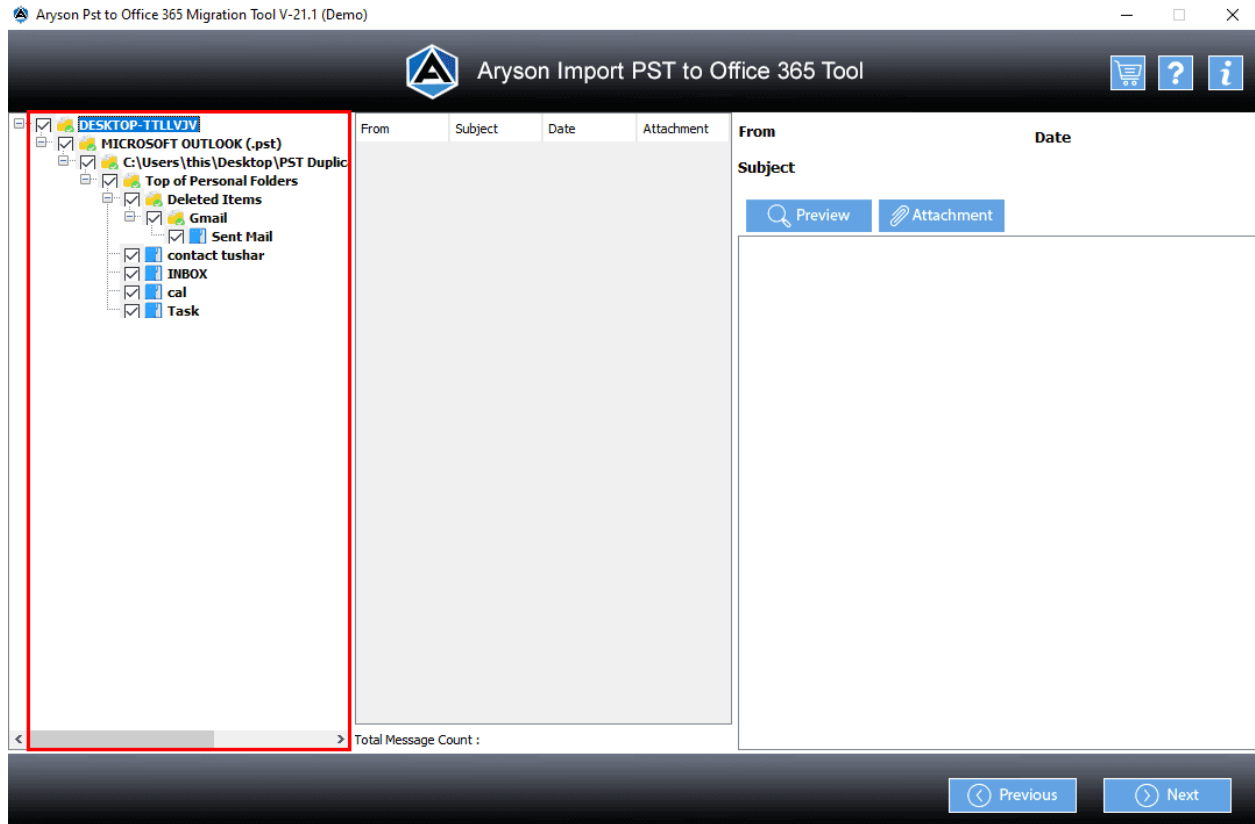 Aryson Pst to Office 365 Migration Tool V-21.1 (Demo)
Aryson Import PST to Office 365 Tool
DESKTOP-TTLLVJV
MICROSOFT OUTLOOK (.pst)
C:\Users\this\Desktop\PST Duplic
Top of Personal Folders
Deleted Items
Gmail
Sent Mail
contact tushar
INBOX
cal
Task
From Subject Date Attachment
Total Message Count :
From Date
Subject
Preview Attachment
Previous Next